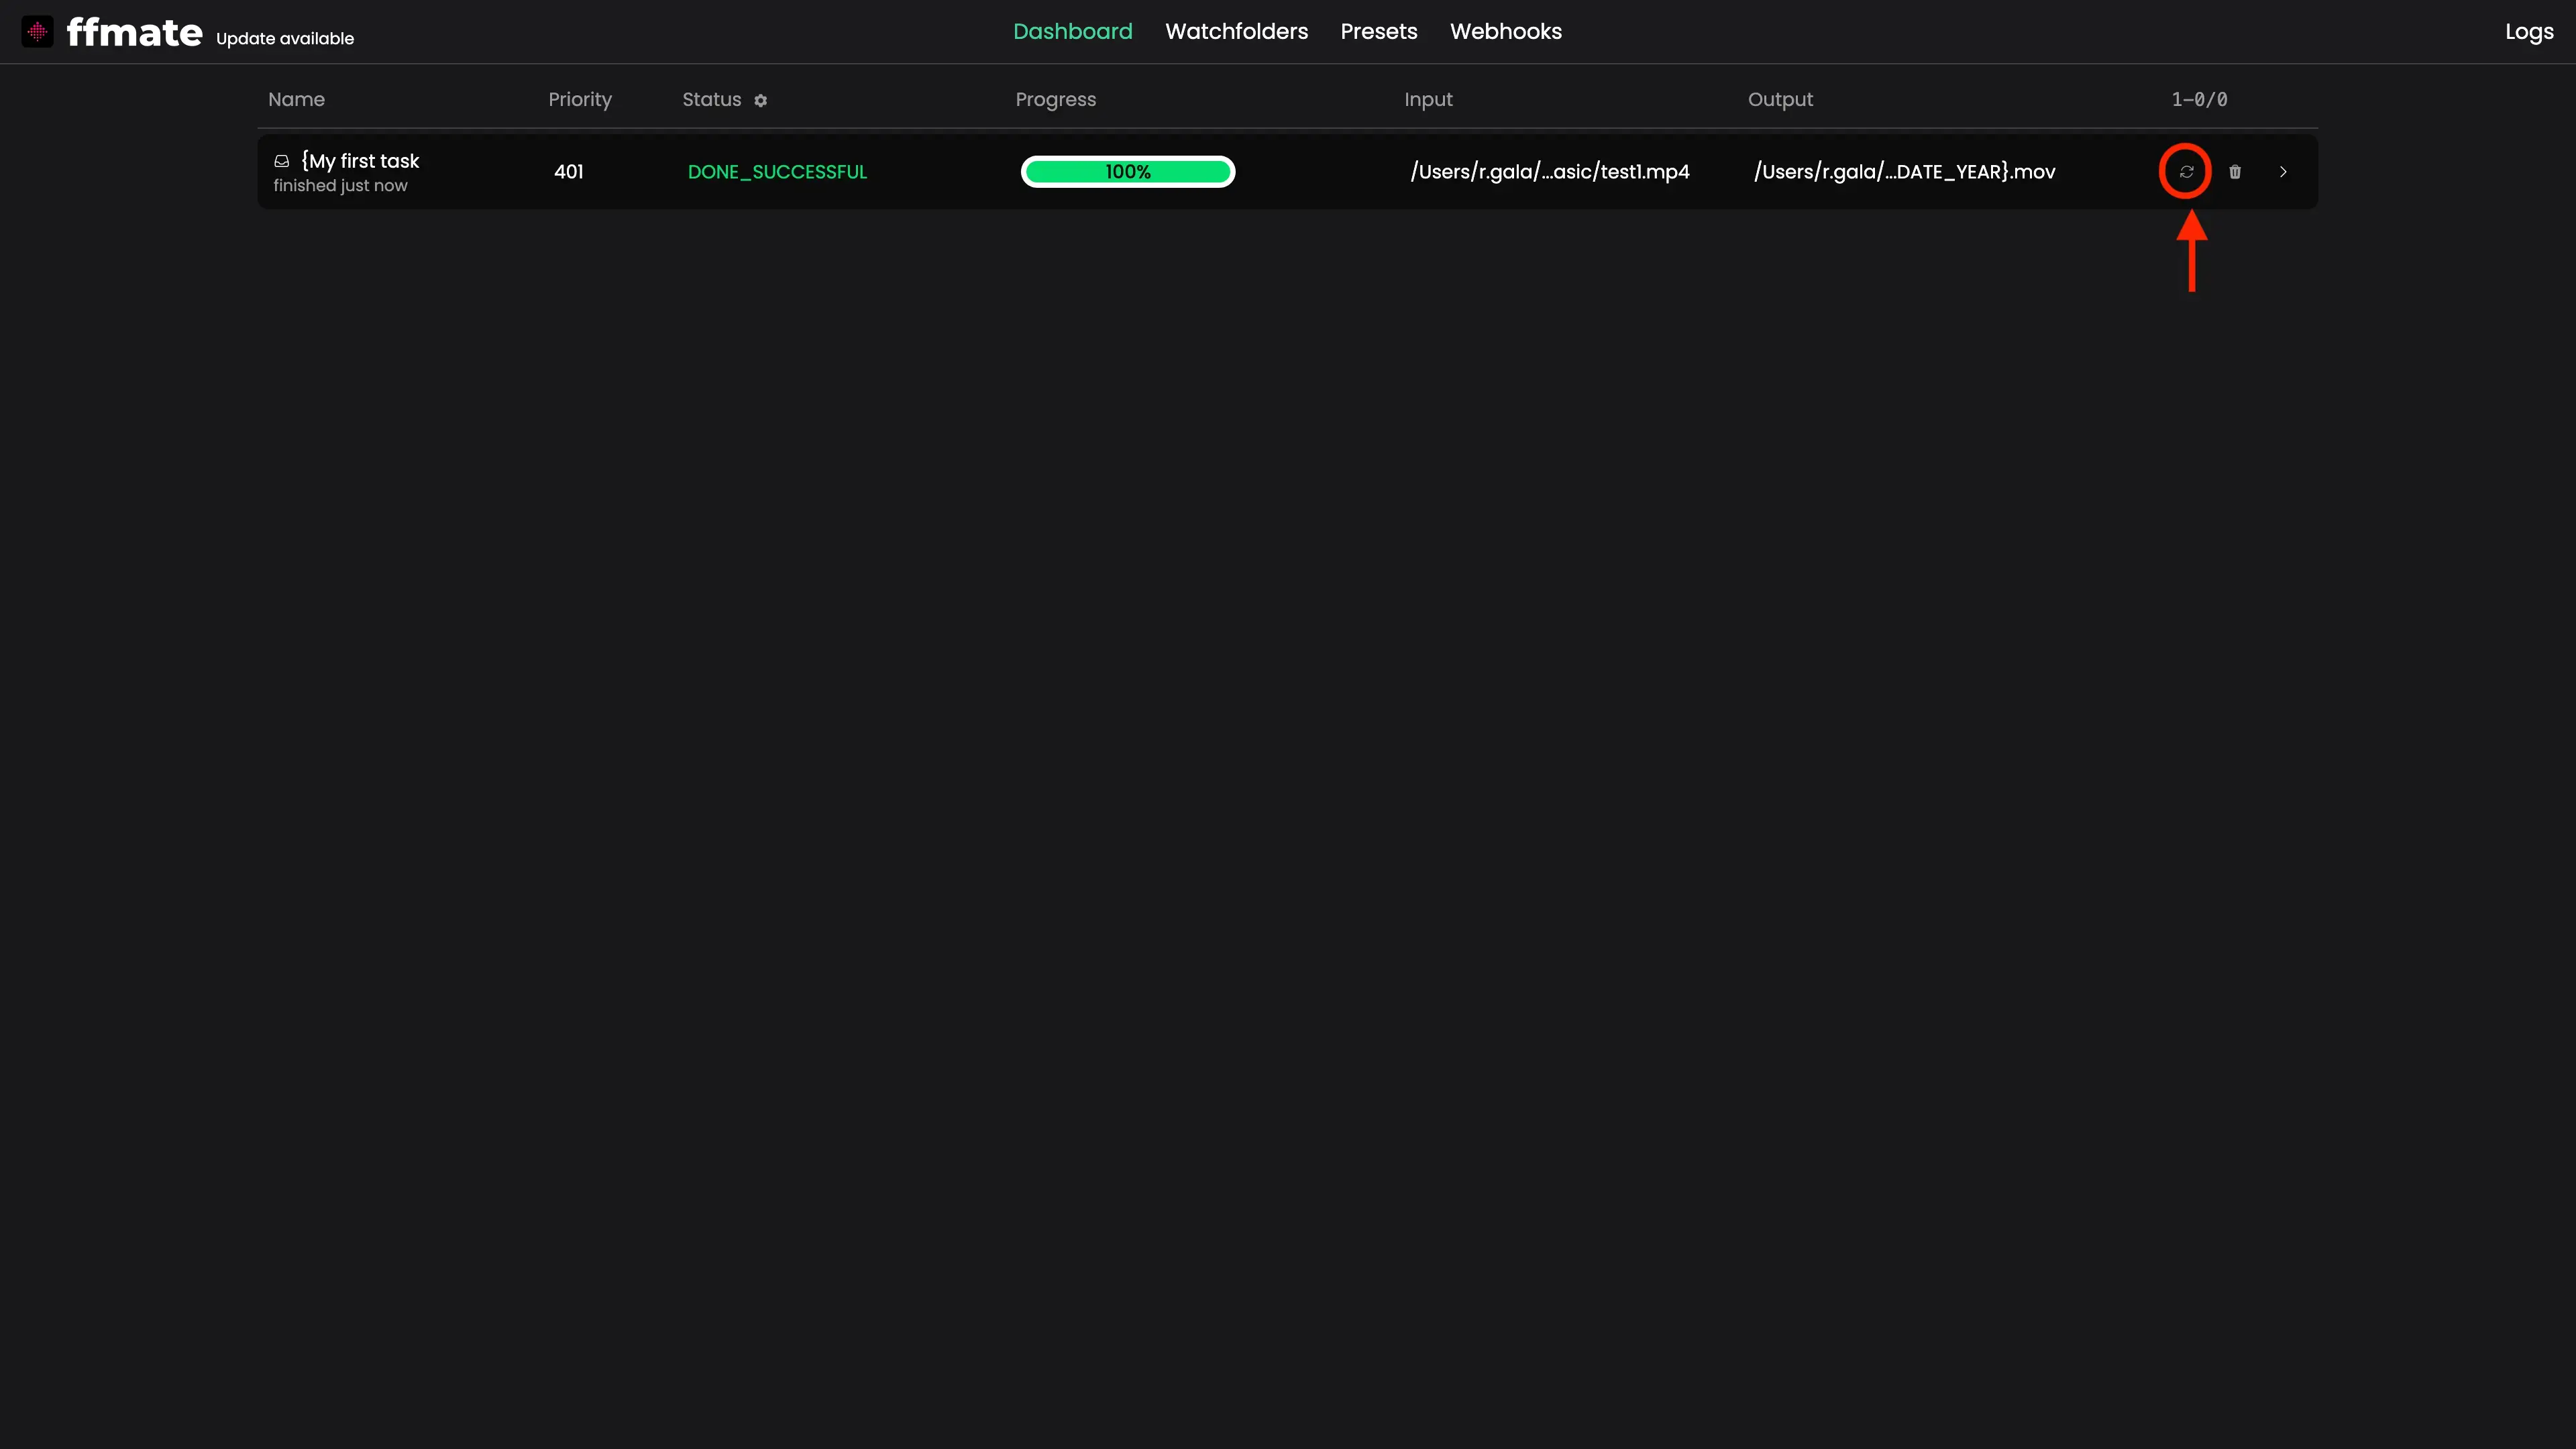 ffmate Update available Dashboard Watchfolders Presets Webhooks Logs
Name Priority Status Progress Input Output 1–0/0
{My first task
401 DONE_SUCCESSFUL 100% /Users/r.gala/...asic/test1.mp4 /Users/r.gala/...DATE_YEAR}.mov
finished just now